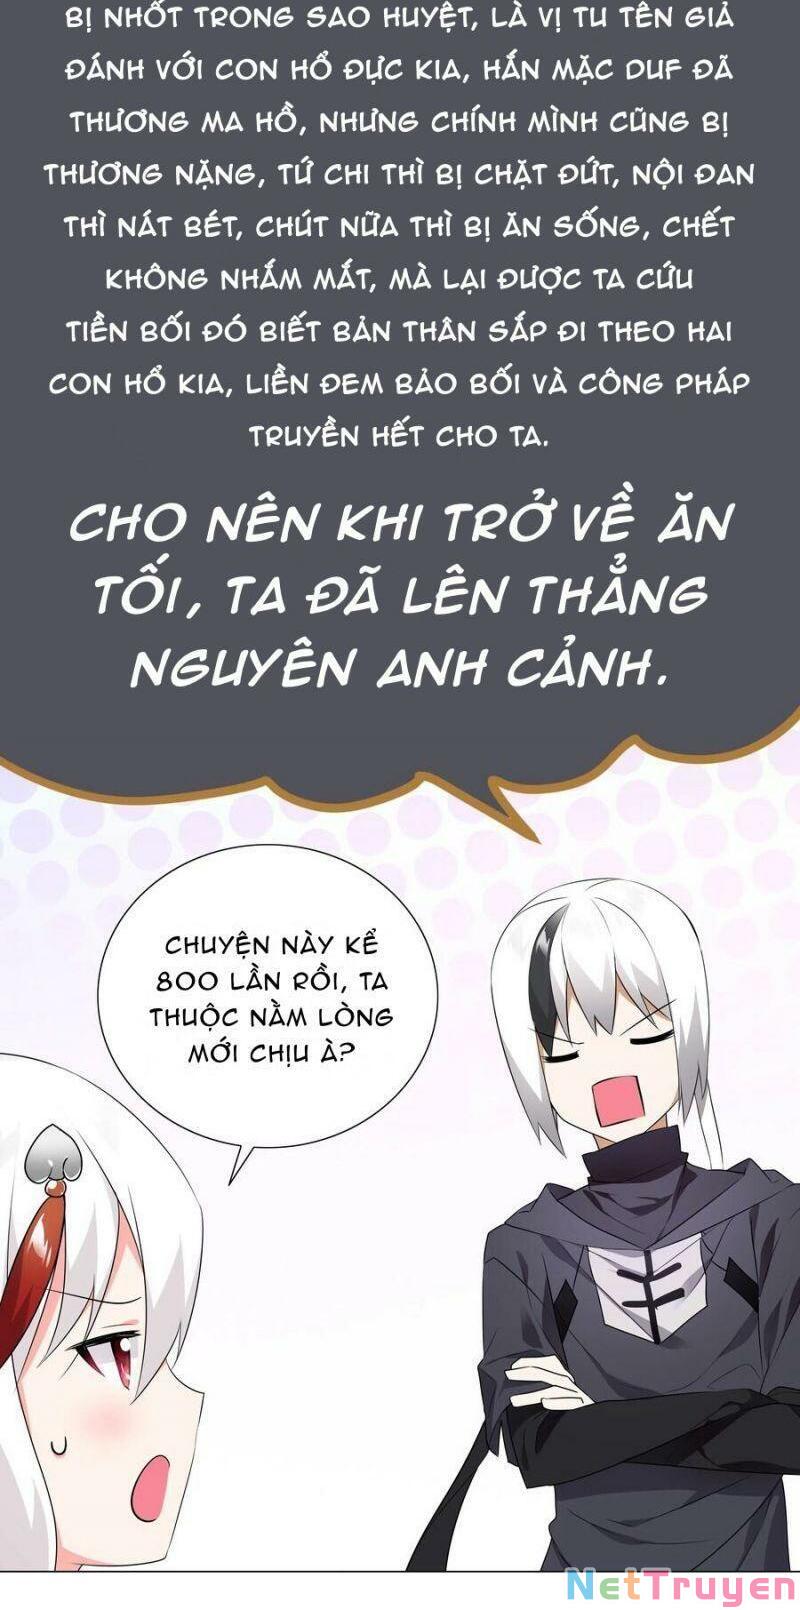 BỊ NHỐT TRONG SAO HUYỆT, LÀ VỊ TU TÊN GIẢ
ĐÁNH VỚI CON HỔ ĐỰC KIA, HẮN MẶC DUF ĐÃ
THƯƠNG MA HỒ, NHƯNG CHÍNH MÌNH CŨNG BỊ
THƯƠNG NẶNG, TỨ CHI THÌ BỊ CHẶT ĐỨT, NỘI ĐAN
THÌ NÁT BÉT, CHÚT NỮA THÌ BỊ ĂN SỐNG, CHẾT
KHÔNG NHẮM MẮT, MÀ LẠI ĐƯỢC TA CỨU
TIỀN BỐI ĐÓ BIẾT BẢN THÂN SẮP ĐI THEO HAI
CON HỔ KIA, LIỀN ĐEM BẢO BỐI VÀ CÔNG PHÁP
TRUYỀN HẾT CHO TA.
CHO NÊN KHI TRỞ VỀ ĂN
TỐI, TA ĐÃ LÊN THẲNG
NGUYÊN ANH CẢNH.
CHUYỆN NÀY KỂ
800 LẦN RỒI, TA
THUỘC NẰM LÒNG
MỚI CHỊU À?
NetTruyen